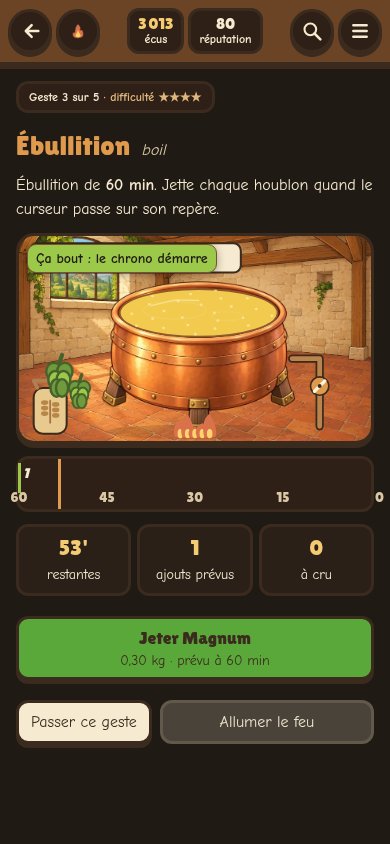 3 013
écus
80
réputation
Geste 3 sur 5 · difficulté ★★★★
Ébullition boil
Ébullition de 60 min. Jette chaque houblon quand le
curseur passe sur son repère.
Ça bout : le chrono démarre
1
60 45 30 15 0
53'
restantes
1
ajouts prévus
0
à cru
Jeter Magnum
0,30 kg · prévu à 60 min
Passer ce geste
Allumer le feu